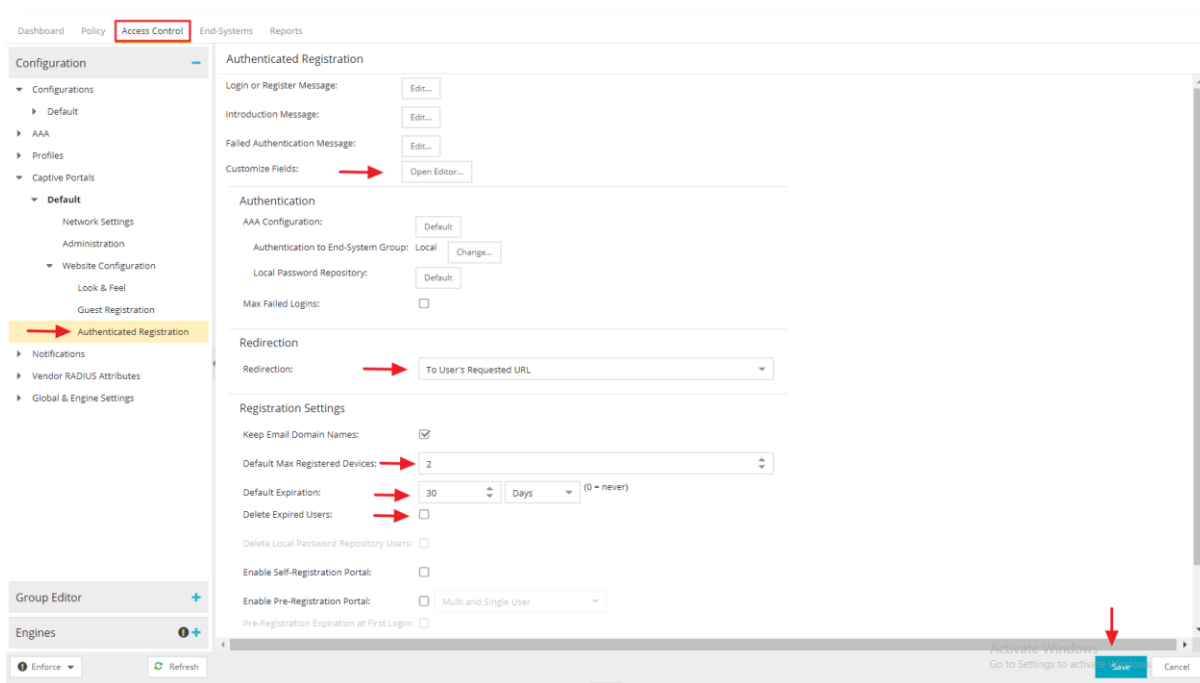 Dashboard Policy Access Control End-Systems Reports
Configuration
Configurations
Default
AAA
Profiles
Captive Portals
Default
Network Settings
Administration
Website Configuration
Look & Feel
Guest Registration
Authenticated Registration
Notifications
Vendor RADIUS Attributes
Global & Engine Settings
Group Editor
Engines
Enforce
Refresh
Authenticated Registration
Login or Register Message: Edit...
Introduction Message: Edit...
Failed Authentication Message: Edit...
Customize Fields: Open Editor...
Authentication
AAA Configuration: Default
Authentication to End-System Group: Local Change...
Local Password Repository: Default
Max Failed Logins:
Redirection
Redirection: To User's Requested URL
Registration Settings
Keep Email Domain Names:
Default Max Registered Devices: 2
Default Expiration: 30 Days (0 = never)
Delete Expired Users:
Delete Local Password Repository Users:
Enable Self-Registration Portal:
Enable Pre-Registration Portal: Multi and Single User
Pre-Registration Expiration at First Login:
Activate Windows
Go to Settings to activate Windows.
Save Cancel